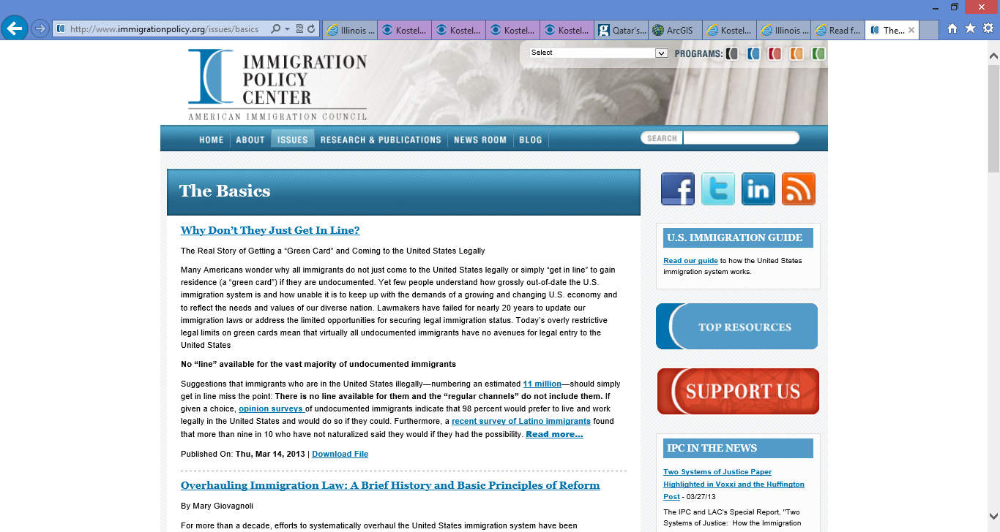 http://www.immigrationpolicy.org/issues/basics
Illinois ...
Kostel...
Kostel...
Kostel...
Kostel...
Qatar's...
ArcGIS
Kostel...
Illinois ...
Read f...
The...
IMMIGRATION
POLICY
CENTER
AMERICAN IMMIGRATION COUNCIL
Select
PROGRAMS:
HOME ABOUT ISSUES RESEARCH & PUBLICATIONS NEWS ROOM BLOG
SEARCH
The Basics
Why Don’t They Just Get In Line?
The Real Story of Getting a “Green Card” and Coming to the United States Legally
Many Americans wonder why all immigrants do not just come to the United States legally or simply “get in line” to gain
residence (a “green card”) if they are undocumented. Yet few people understand how grossly out-of-date the U.S.
immigration system is and how unable it is to keep up with the demands of a growing and changing U.S. economy and
to reflect the needs and values of our diverse nation. Lawmakers have failed for nearly 20 years to update our
immigration laws or address the limited opportunities for securing legal immigration status. Today’s overly restrictive
legal limits on green cards mean that virtually all undocumented immigrants have no avenues for legal entry to the
United States
No “line” available for the vast majority of undocumented immigrants
Suggestions that immigrants who are in the United States illegally—numbering an estimated 11 million—should simply
get in line miss the point: There is no line available for them and the “regular channels” do not include them. If
given a choice, opinion surveys of undocumented immigrants indicate that 98 percent would prefer to live and work
legally in the United States and would do so if they could. Furthermore, a recent survey of Latino immigrants found
that more than nine in 10 who have not naturalized said they would if they had the possibility. Read more...
Published On: Thu, Mar 14, 2013 | Download File
Overhauling Immigration Law: A Brief History and Basic Principles of Reform
By Mary Giovagnoli
For more than a decade, efforts to systematically overhaul the United States immigration system have been
f
t
in
U.S. IMMIGRATION GUIDE
Read our guide to how the United States
immigration system works.
TOP RESOURCES
SUPPORT US
IPC IN THE NEWS
Two Systems of Justice Paper
Highlighted in Voxxi and the Huffington
Post - 03/27/13
The IPC and LAC's Special Report, "Two
Systems of Justice: How the Immigration